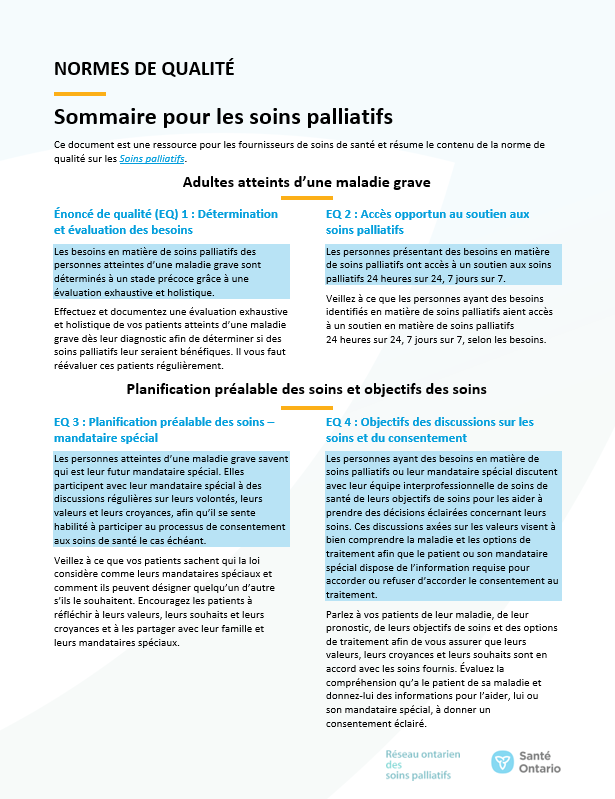 NORMES DE QUALITÉ
Sommaire pour les soins palliatifs
Ce document est une ressource pour les fournisseurs de soins de santé et résume le contenu de la norme de
qualité sur les Soins palliatifs.
Adultes atteints d’une maladie grave
Énoncé de qualité (EQ) 1 : Détermination
et évaluation des besoins
Les besoins en matière de soins palliatifs des
personnes atteintes d’une maladie grave sont
déterminés à un stade précoce grâce à une
évaluation exhaustive et holistique.
Effectuez et documentez une évaluation exhaustive
et holistique de vos patients atteints d’une maladie
grave dès leur diagnostic afin de déterminer si des
soins palliatifs leur seraient bénéfiques. Il vous faut
réévaluer ces patients régulièrement.
EQ 2 : Accès opportun au soutien aux
soins palliatifs
Les personnes présentant des besoins en matière
de soins palliatifs ont accès à un soutien aux soins
palliatifs 24 heures sur 24, 7 jours sur 7.
Veillez à ce que les personnes ayant des besoins
identifiés en matière de soins palliatifs aient accès
à un soutien en matière de soins palliatifs
24 heures sur 24, 7 jours sur 7, selon les besoins.
Planification préalable des soins et objectifs des soins
EQ 3 : Planification préalable des soins –
mandataire spécial
Les personnes atteintes d’une maladie grave savent
qui est leur futur mandataire spécial. Elles
participent avec leur mandataire spécial à des
discussions régulières sur leurs volontés, leurs
valeurs et leurs croyances, afin qu’il se sente
habilité à participer au processus de consentement
aux soins de santé le cas échéant.
Veillez à ce que vos patients sachent qui la loi
considère comme leurs mandataires spéciaux et
comment ils peuvent désigner quelqu’un d’autre
s’ils le souhaitent. Encouragez les patients à
réfléchir à leurs valeurs, leurs souhaits et leurs
croyances et à les partager avec leur famille et
leurs mandataires spéciaux.
EQ 4 : Objectifs des discussions sur les
soins et du consentement
Les personnes ayant des besoins en matière de
soins palliatifs ou leur mandataire spécial discutent
avec leur équipe interprofessionnelle de soins de
santé de leurs objectifs de soins pour les aider à
prendre des décisions éclairées concernant leurs
soins. Ces discussions axées sur les valeurs visent à
bien comprendre la maladie et les options de
traitement afin que le patient ou son mandataire
spécial dispose de l’information requise pour
accorder ou refuser d’accorder le consentement au
traitement.
Parlez à vos patients de leur maladie, de leur
pronostic, de leurs objectifs de soins et des options
de traitement afin de vous assurer que leurs
valeurs, leurs croyances et leurs souhaits sont en
accord avec les soins fournis. Évaluez la
compréhension qu’a le patient de sa maladie et
donnez-lui des informations pour l’aider, lui ou
son mandataire spécial, à donner un
consentement éclairé.
Réseau ontarien
des
soins palliatifs
Santé
Ontario